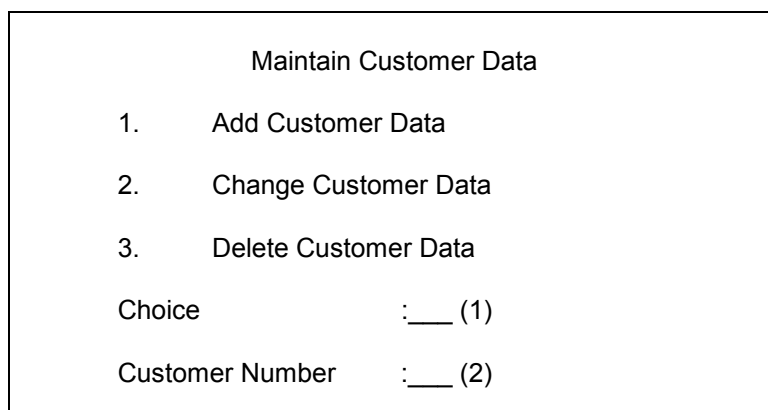 Maintain Customer Data
1. Add Customer Data
2. Change Customer Data
3. Delete Customer Data
Choice :___ (1)
Customer Number :___ (2)